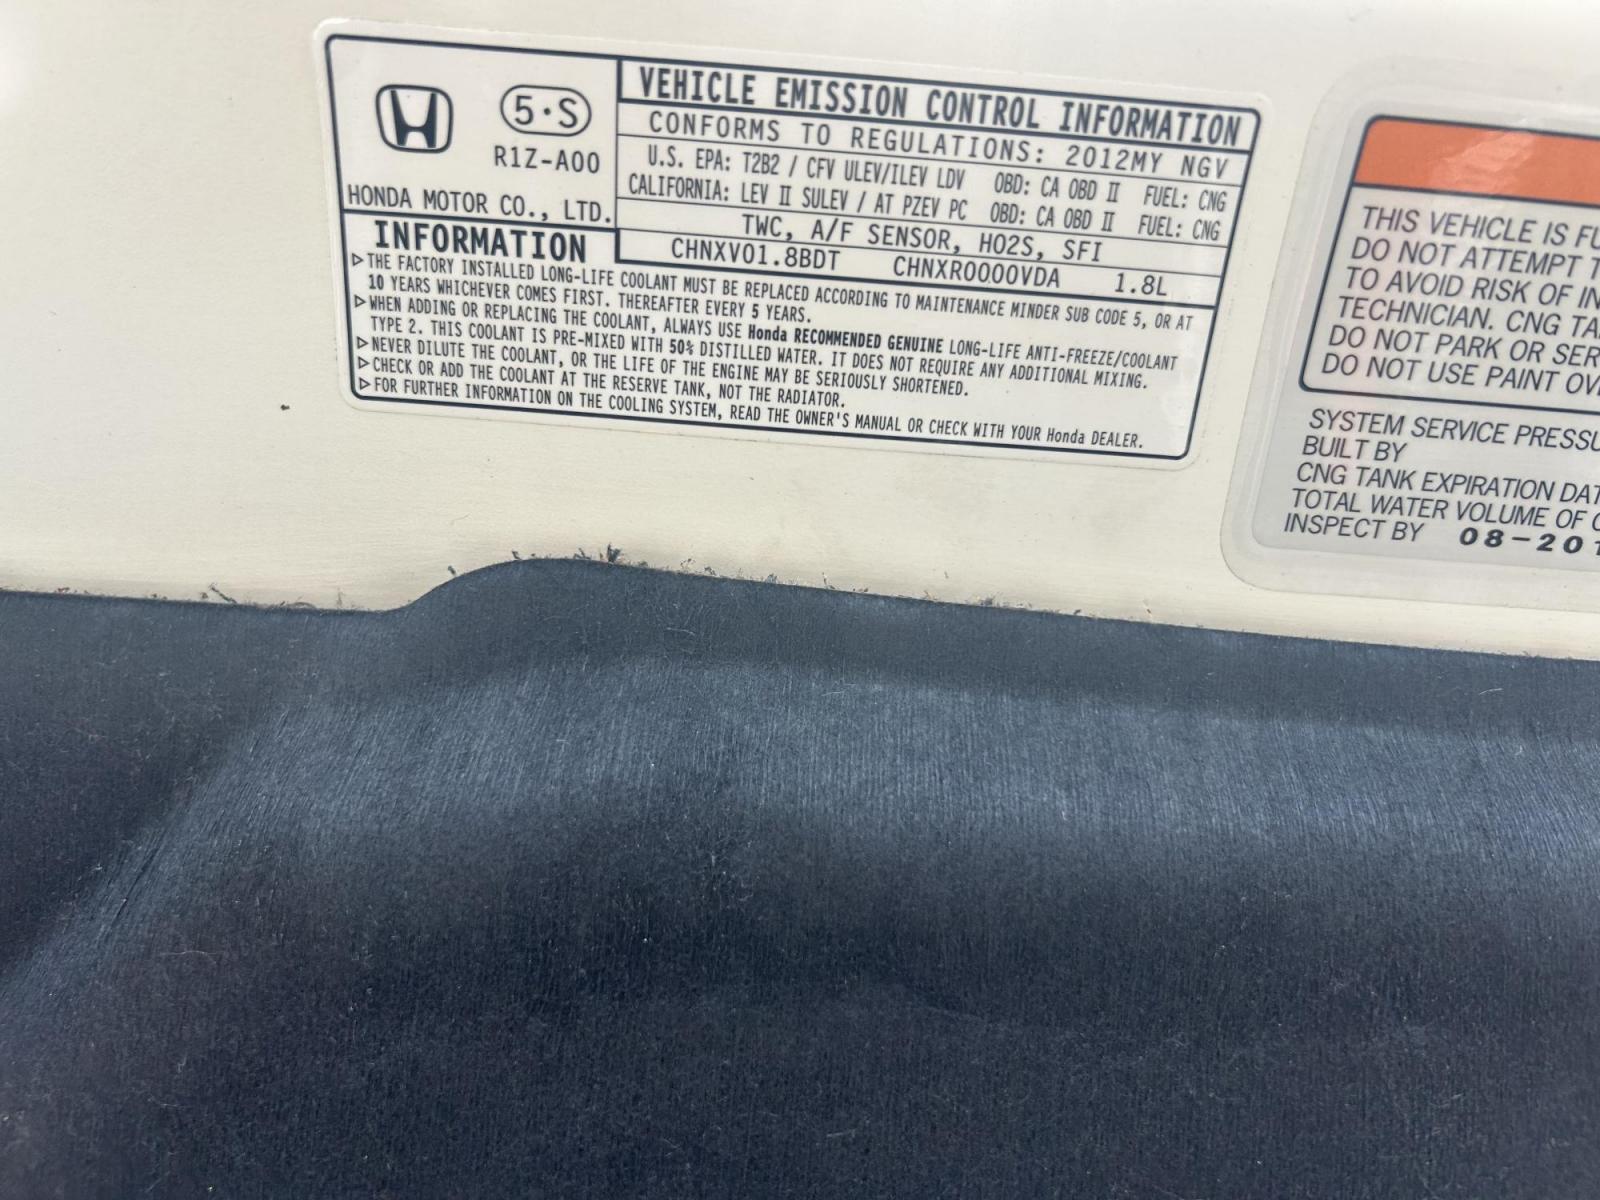 5·S
R1Z-A00
HONDA MOTOR CO., LTD.
VEHICLE EMISSION CONTROL INFORMATION
CONFORMS TO REGULATIONS: 2012MY NGV
U.S. EPA: T2B2 / CFV ULEV/ILEV LDV OBD: CA OBD II FUEL: CNG
CALIFORNIA: LEV II SULEV / AT PZEV PC OBD: CA OBD II FUEL: CNG
TWC, A/F SENSOR, HO2S, SFI
CHNXV01.8BDT CHNXR0000VDA 1.8L
INFORMATION
▷THE FACTORY INSTALLED LONG-LIFE COOLANT MUST BE REPLACED ACCORDING TO MAINTENANCE MINDER SUB CODE 5, OR AT
10 YEARS WHICHEVER COMES FIRST. THEREAFTER EVERY 5 YEARS.
▷WHEN ADDING OR REPLACING THE COOLANT, ALWAYS USE Honda RECOMMENDED GENUINE LONG-LIFE ANTI-FREEZE/COOLANT
TYPE 2. THIS COOLANT IS PRE-MIXED WITH 50% DISTILLED WATER. IT DOES NOT REQUIRE ANY ADDITIONAL MIXING.
▷NEVER DILUTE THE COOLANT, OR THE LIFE OF THE ENGINE MAY BE SERIOUSLY SHORTENED.
▷CHECK OR ADD THE COOLANT AT THE RESERVE TANK, NOT THE RADIATOR.
▷FOR FURTHER INFORMATION ON THE COOLING SYSTEM, READ THE OWNER'S MANUAL OR CHECK WITH YOUR Honda DEALER.
THIS VEHICLE IS FU
DO NOT ATTEMPT T
TO AVOID RISK OF IN
TECHNICIAN. CNG TA
DO NOT PARK OR SER
DO NOT USE PAINT OV
SYSTEM SERVICE PRESSU
BUILT BY
CNG TANK EXPIRATION DAT
TOTAL WATER VOLUME OF C
INSPECT BY 08-201